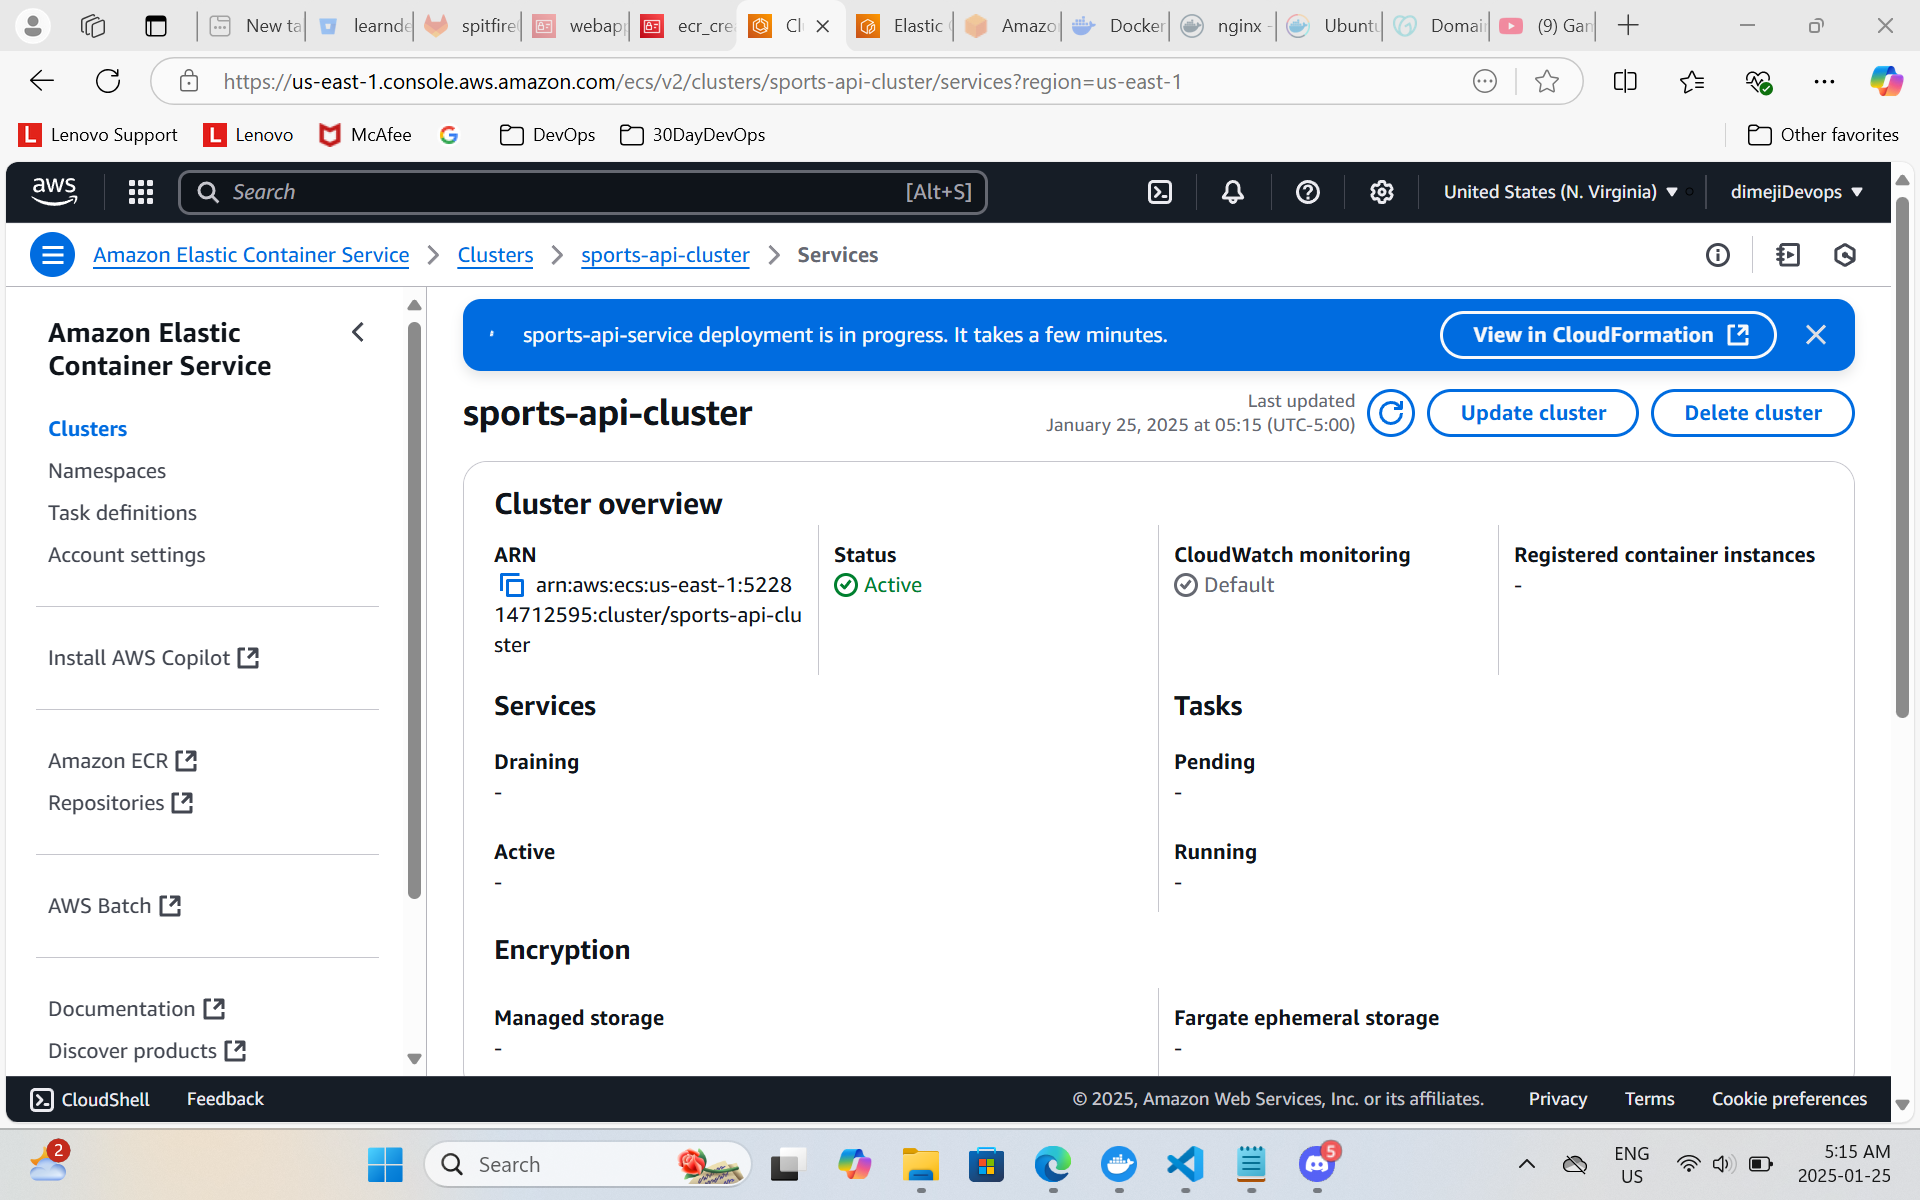 New ta
learnde
spitfire
webapp
ecr_cre
Cl
Elastic
Amazo
Docker
nginx -
Ubuntu
Domai
(9) Gan
https://us-east-1.console.aws.amazon.com/ecs/v2/clusters/sports-api-cluster/services?region=us-east-1
Lenovo Support
Lenovo
McAfee
DevOps
30DayDevOps
Other favorites
aws
Search
[Alt+S]
United States (N. Virginia)
dimejiDevops
Amazon Elastic Container Service
Clusters
sports-api-cluster
Services
Amazon Elastic
Container Service
Clusters
Namespaces
Task definitions
Account settings
Install AWS Copilot
Amazon ECR
Repositories
AWS Batch
Documentation
Discover products
sports-api-service deployment is in progress. It takes a few minutes.
View in CloudFormation
sports-api-cluster
Last updated
January 25, 2025 at 05:15 (UTC-5:00)
Update cluster
Delete cluster
Cluster overview
ARN
arn:aws:ecs:us-east-1:5228
14712595:cluster/sports-api-clu
ster
Status
Active
CloudWatch monitoring
Default
Registered container instances
-
Services
Tasks
Draining
-
Pending
-
Active
-
Running
-
Encryption
Managed storage
-
Fargate ephemeral storage
-
CloudShell
Feedback
© 2025, Amazon Web Services, Inc. or its affiliates.
Privacy
Terms
Cookie preferences
2
Search
5
ENG
US
5:15 AM
2025-01-25